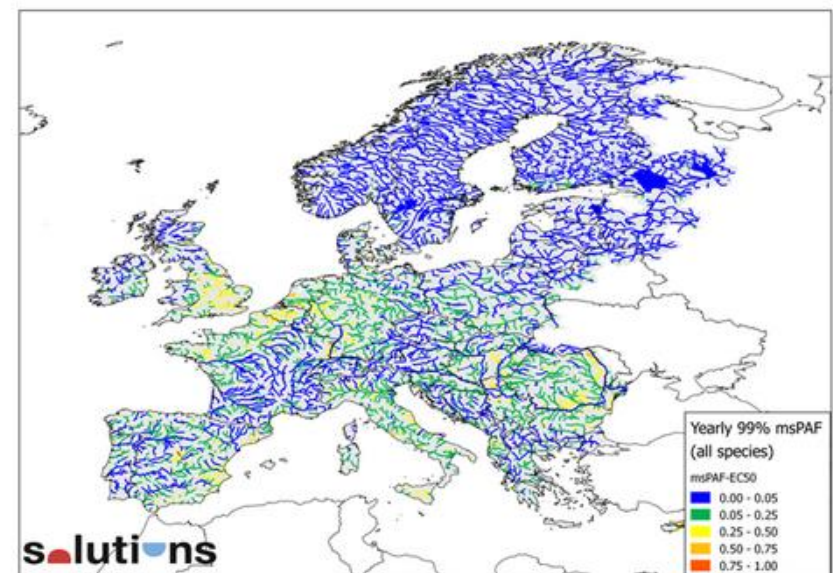 Yearly 99% msPAF
(all species)
msPAF-EC50
0.00 - 0.05
0.05 - 0.25
0.25 - 0.50
0.50 - 0.75
0.75 - 1.00
solutions